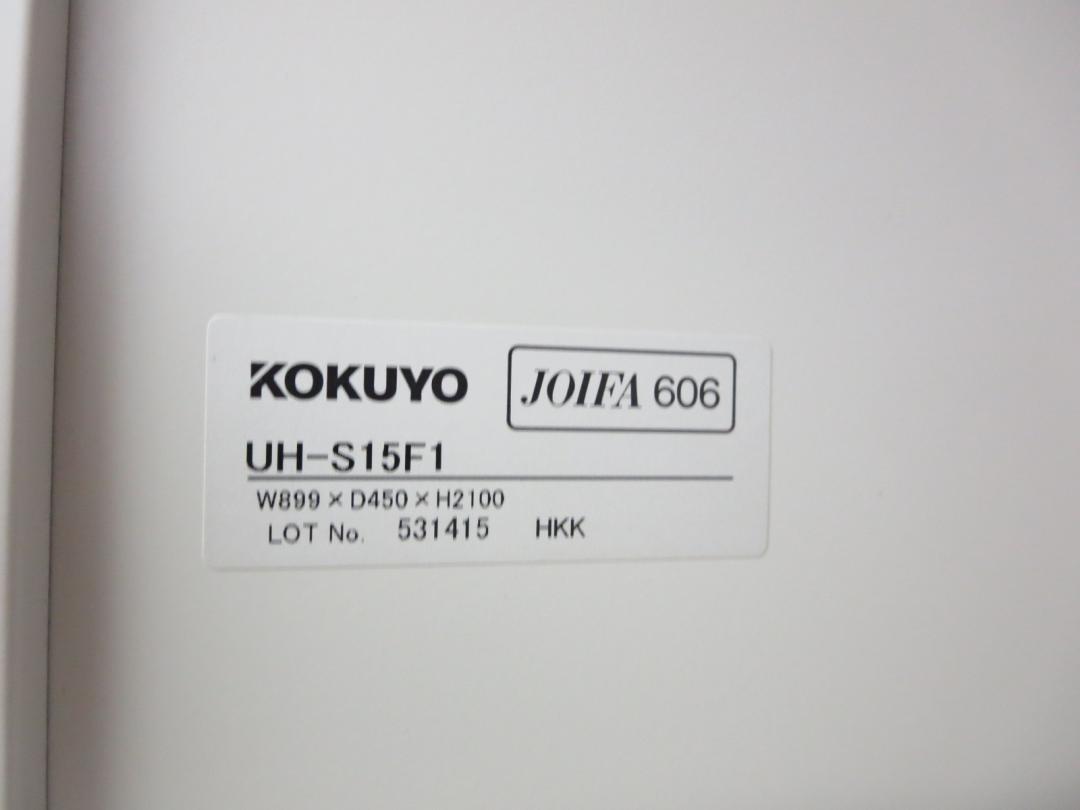 KOKUYO JOIFA 606
UH-S15F1
W899×D450×H2100
LOT No. 531415 HKK